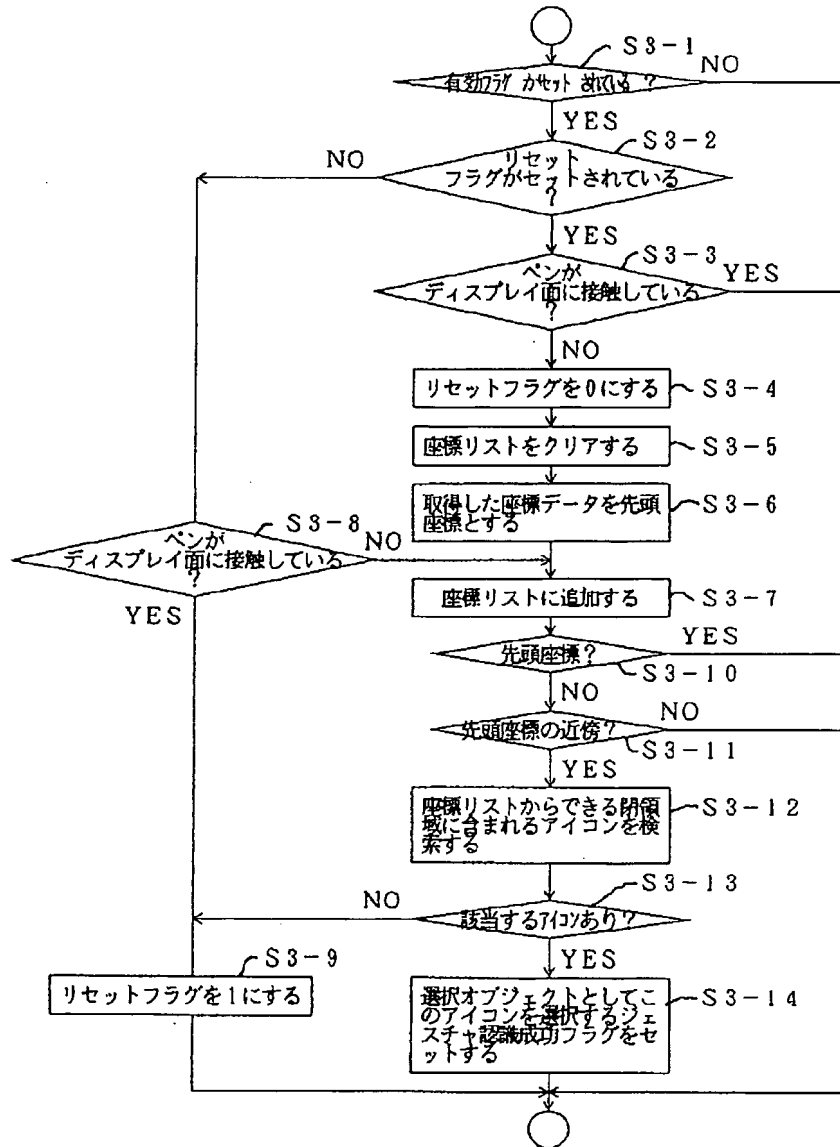 S3-1
有効フラグ がセット されている ?
NO
YES
S3-2
NO
リセット
フラグがセットされている
?
YES
S3-3
ペンが
ディスプレイ面に接触している
?
YES
NO
リセットフラグを0にする
S3-4
座標リストをクリアする
S3-5
取得した座標データを先頭
座標とする
S3-6
S3-8
ペンが
ディスプレイ面に接触している
?
NO
YES
座標リストに追加する
S3-7
先頭座標?
YES
S3-10
NO
先頭座標の近傍?
NO
S3-11
YES
座標リストからできる閉領
域に含まれるアイコンを検
索する
S3-12
S3-13
NO
該当するアイコンあり?
YES
S3-9
リセットフラグを1にする
選択オブジェクトとしてこ
のアイコンを選択するジェ
スチャ認識成功フラグをセ
ットする
S3-14